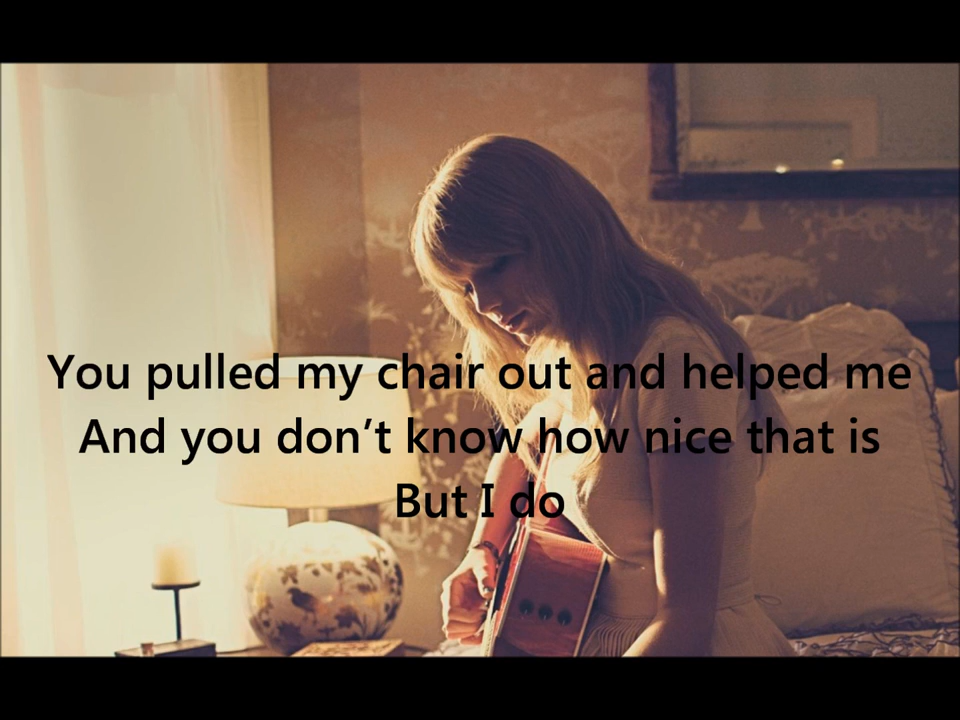 You pulled my chair out and helped me
And you don’t know how nice that is
But I do